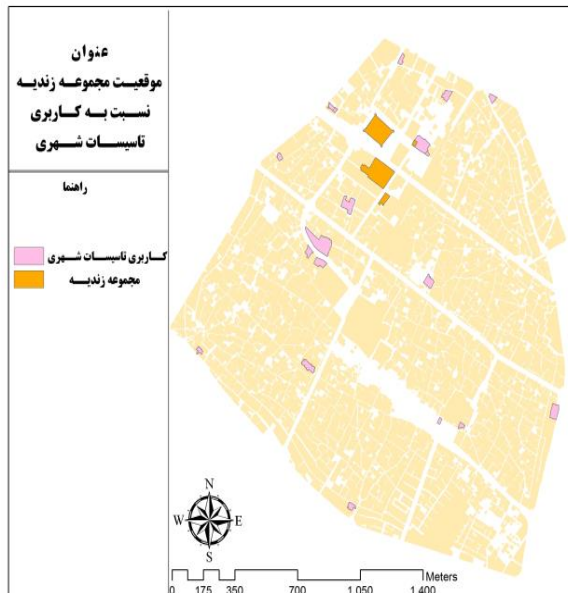 عنوان
موقعیت مجموعه زندیه
نسبت به کاربری
تاسیسات شهری
راهنما
کاربری تاسیسات شهری
مجموعه زندیه
N
W E
S
Meters
0 175 350 700 1,050 1,400